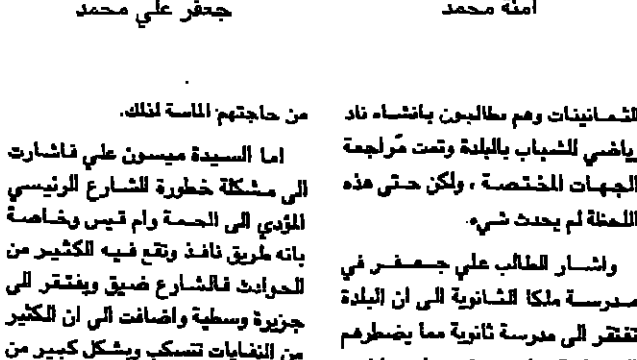 آمنه محمد
جعفر علي محمد
الثمانينات وهم يطالبون بانشاء ناد
رياضي للشباب بالبلدة وتمت مراجعة
الجهات المختصة ، ولكن حتى هذه
اللحظة لم يحدث شيء.
واشار الطالب علي جعفر في
مدرسة ملكا الثانوية الى ان البلدة
تفتقر الى مدرسة ثانوية مما يضطرهم
من حاجتهم الماسة لذلك.
اما السيدة ميسون علي فاشارت
الى مشكلة خطورة الشارع الرئيسي
المؤدي الى الحمة وام قيس وخاصة
بانه طريق نافذ وتقع فيه الكثير من
الحوادث فالشارع ضيق ويفتقر الى
جزيرة وسطية واضافت الى ان الكثير
من النفايات تنسكب وبشكل كبير من